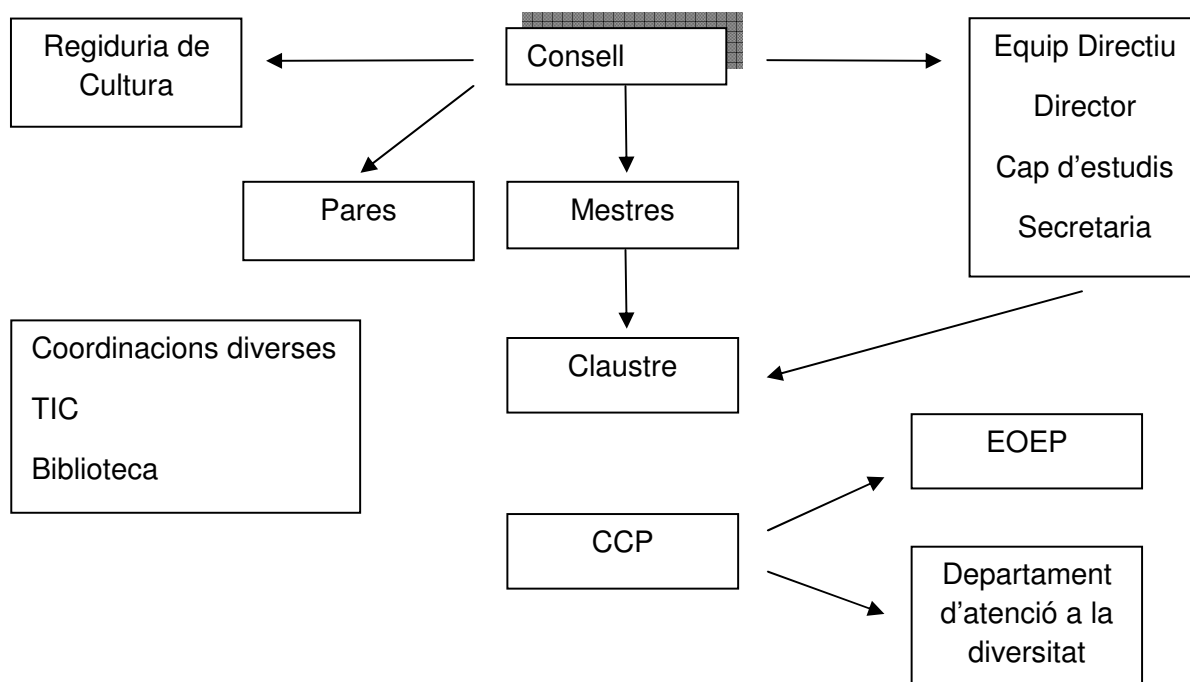 Regiduria de
Cultura
Consell
Equip Directiu
Director
Cap d'estudis
Secretaria
Pares
Mestres
Coordinacions diverses
TIC
Biblioteca
Claustre
EOEP
CCP
Departament
d'atenció a la
diversitat